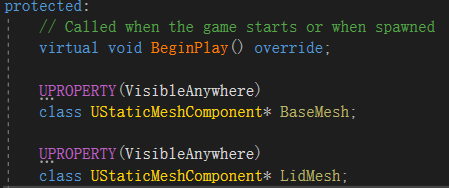 protected:
// Called when the game starts or when spawned
virtual void BeginPlay() override;
UPROPERTY(VisibleAnywhere)
class UStaticMeshComponent* BaseMesh;
UPROPERTY(VisibleAnywhere)
class UStaticMeshComponent* LidMesh;